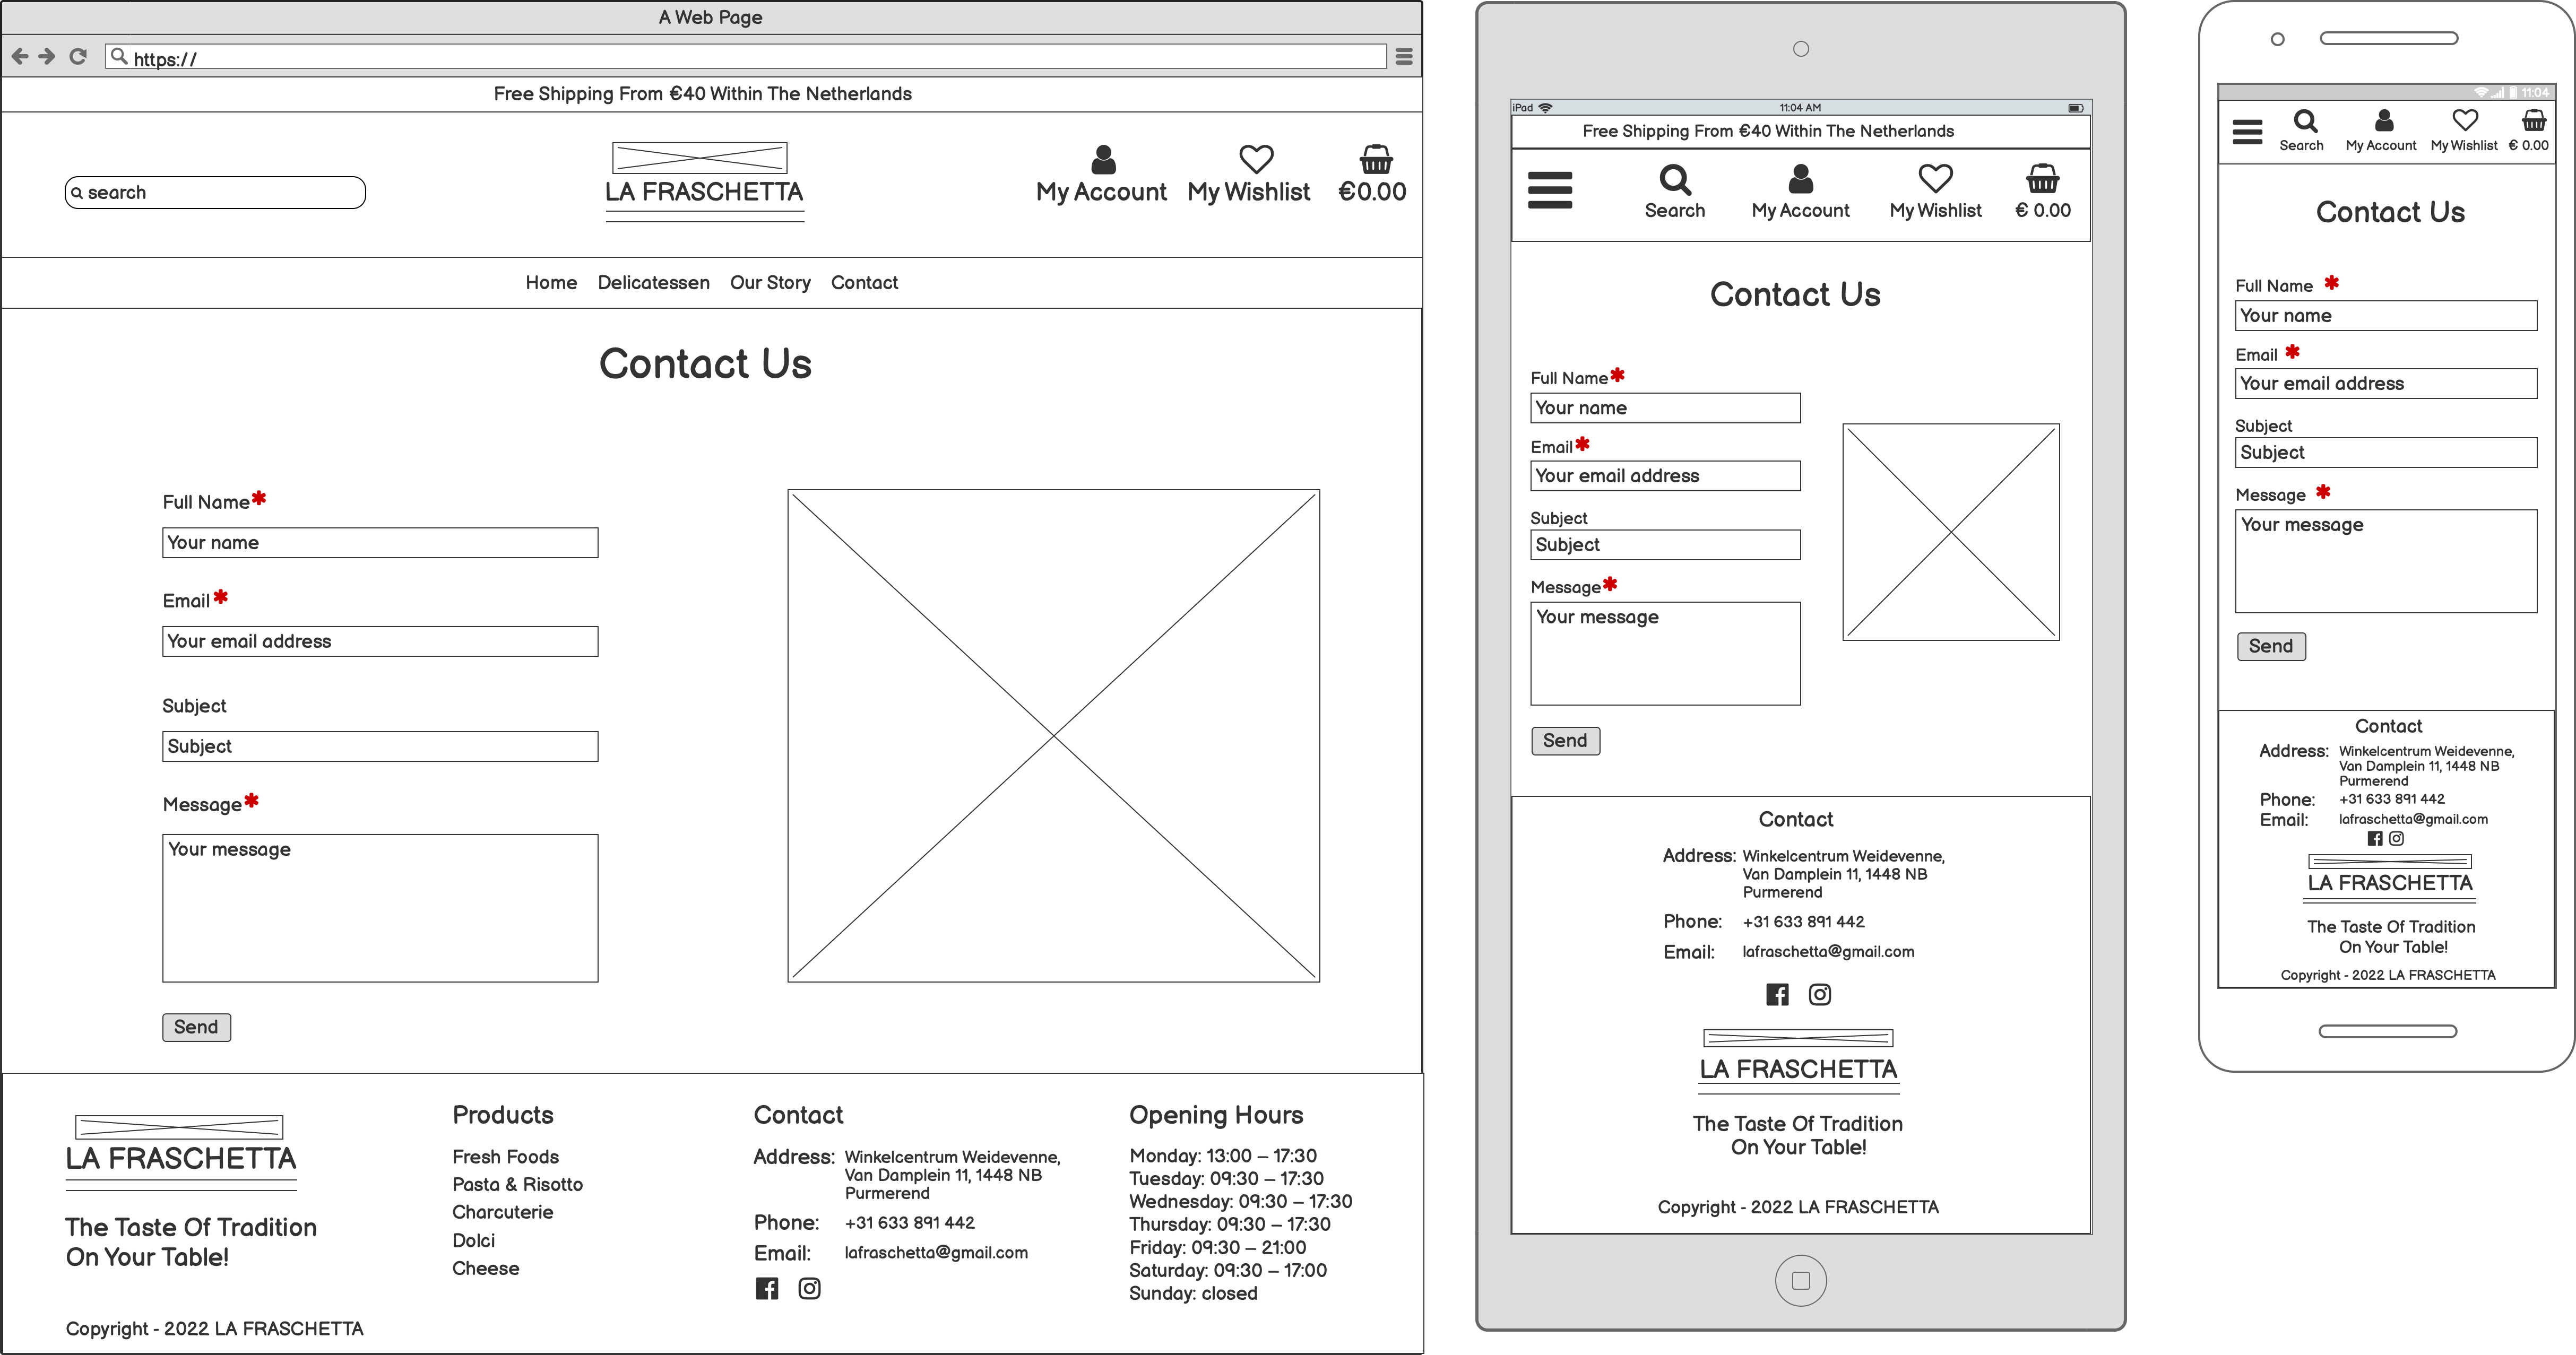 A Web Page
https://
Free Shipping From €40 Within The Netherlands
search
LA FRASCHETTA
My Account
My Wishlist
€0.00
Home Delicatessen Our Story Contact
Contact Us
Full Name*
Your name
Email*
Your email address
Subject
Subject
Message*
Your message
Send
LA FRASCHETTA
The Taste Of Tradition
On Your Table!
Copyright - 2022 LA FRASCHETTA
Products
Fresh Foods
Pasta & Risotto
Charcuterie
Dolci
Cheese
Contact
Address: Winkelcentrum Weidevenne,
Van Damplein 11, 1448 NB
Purmerend
Phone: +31 633 891 442
Email: lafraschetta@gmail.com
Opening Hours
Monday: 13:00 – 17:30
Tuesday: 09:30 – 17:30
Wednesday: 09:30 – 17:30
Thursday: 09:30 – 17:30
Friday: 09:30 – 21:00
Saturday: 09:30 – 17:00
Sunday: closed
iPad 11:04 AM
Free Shipping From €40 Within The Netherlands
Search My Account My Wishlist € 0.00
Contact Us
Full Name*
Your name
Email*
Your email address
Subject
Subject
Message*
Your message
Send
Contact
Address: Winkelcentrum Weidevenne,
Van Damplein 11, 1448 NB
Purmerend
Phone: +31 633 891 442
Email: lafraschetta@gmail.com
LA FRASCHETTA
The Taste Of Tradition
On Your Table!
Copyright - 2022 LA FRASCHETTA
11:04
Search My Account My Wishlist € 0.00
Contact Us
Full Name *
Your name
Email *
Your email address
Subject
Subject
Message *
Your message
Send
Contact
Address: Winkelcentrum Weidevenne,
Van Damplein 11, 1448 NB
Purmerend
Phone: +31 633 891 442
Email: lafraschetta@gmail.com
LA FRASCHETTA
The Taste Of Tradition
On Your Table!
Copyright - 2022 LA FRASCHETTA